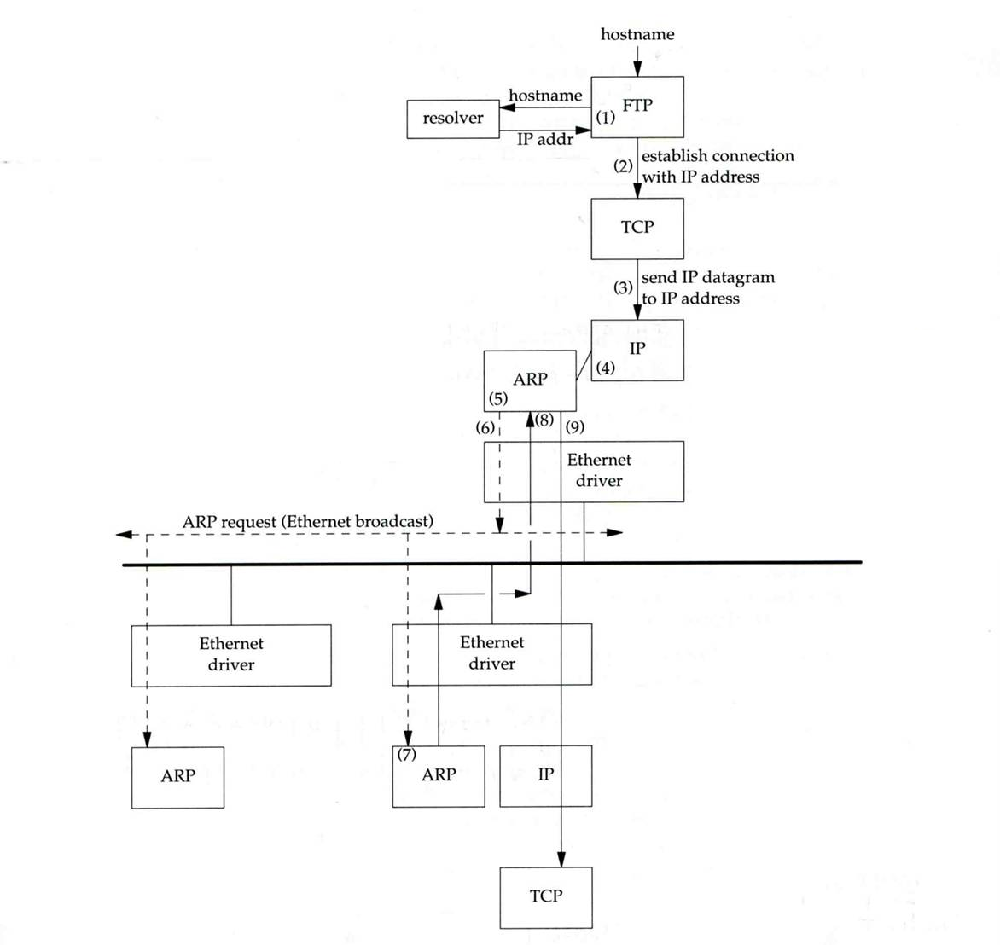 hostname
FTP
hostname
(1)
resolver
IP addr
(2)
establish connection
with IP address
TCP
(3)
send IP datagram
to IP address
IP
(4)
ARP
(5)
(6)
(8)
(9)
Ethernet
driver
ARP request (Ethernet broadcast)
Ethernet
driver
Ethernet
driver
ARP
(7)
ARP
IP
TCP